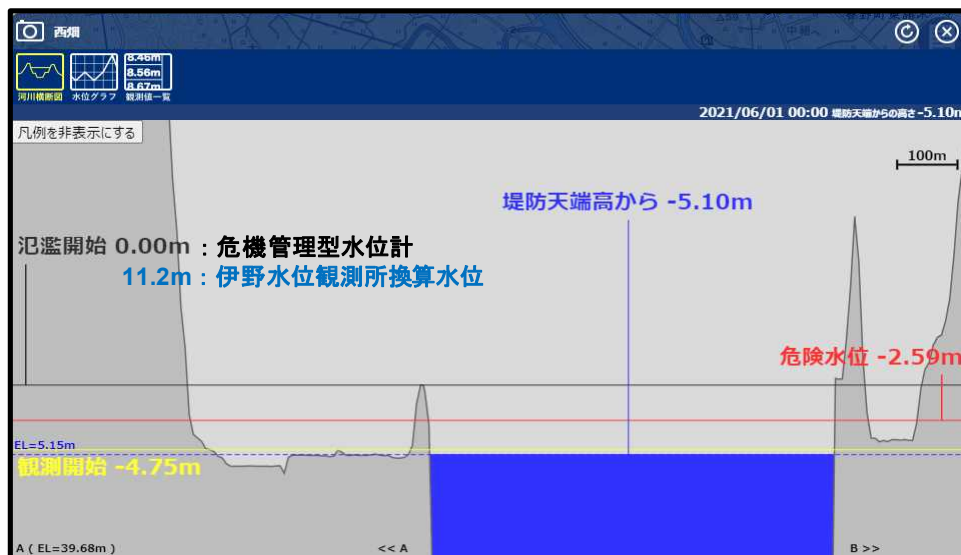 西畑
8.46m
8.56m
8.67m
河川横断図 水位グラフ 観測値一覧
2021/06/01 00:00 堤防天端からの高さ-5.10m
凡例を非表示にする
100m
堤防天端高から -5.10m
氾濫開始 0.00m：危機管理型水位計
11.2m：伊野水位観測所換算水位
危険水位 -2.59m
EL=5.15m
観測開始 -4.75m
A ( EL=39.68m )
<< A
B >>